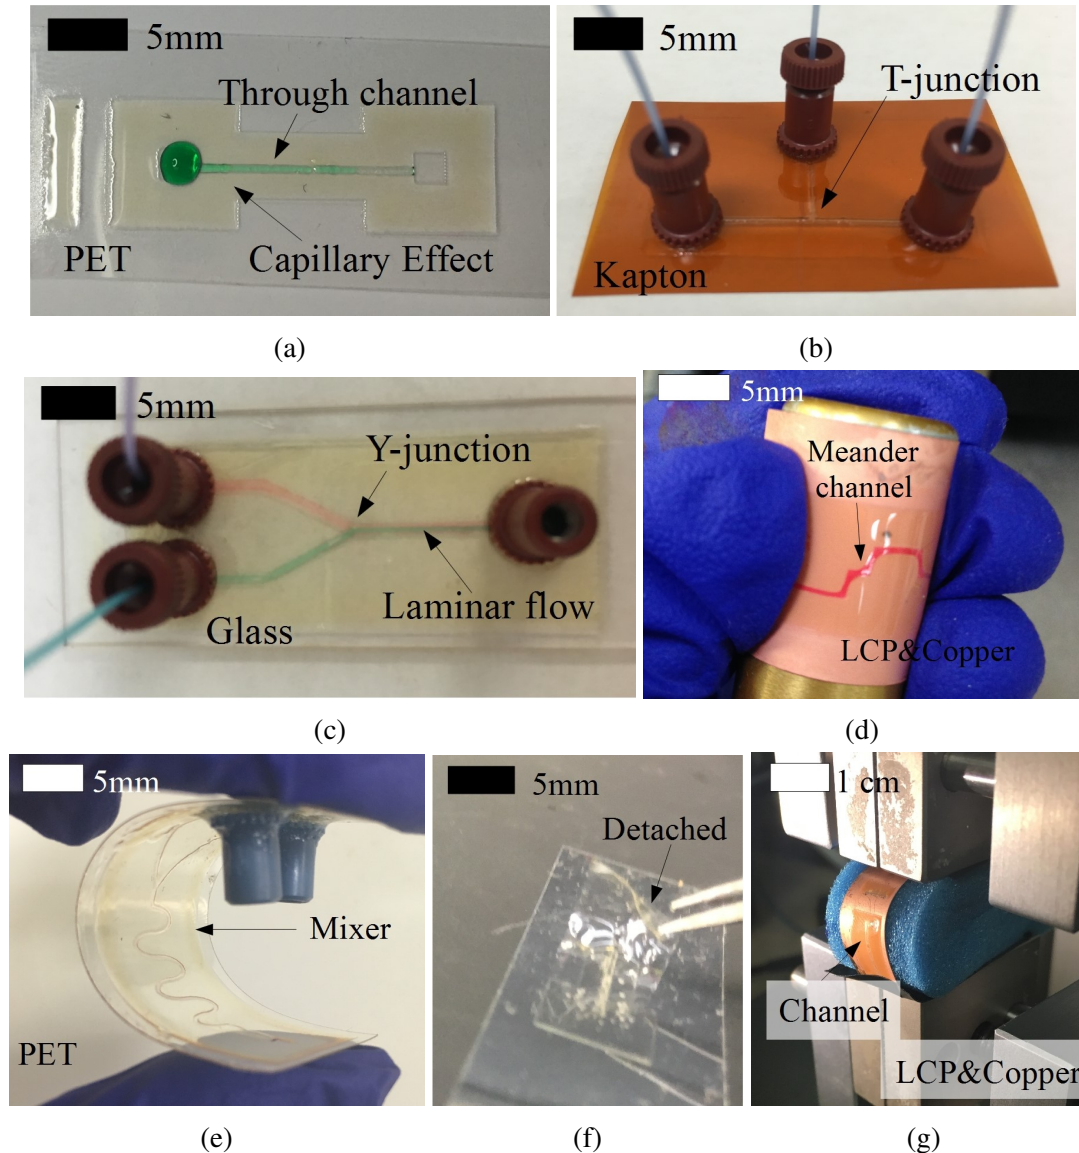 5mm
Through channel
PET
Capillary Effect
(a)
5mm
T-junction
Kapton
(b)
5mm
Y-junction
Laminar flow
Glass
(c)
5mm
Meander
channel
LCP&Copper
(d)
5mm
Mixer
PET
(e)
5mm
Detached
(f)
1 cm
Channel
LCP&Copper
(g)